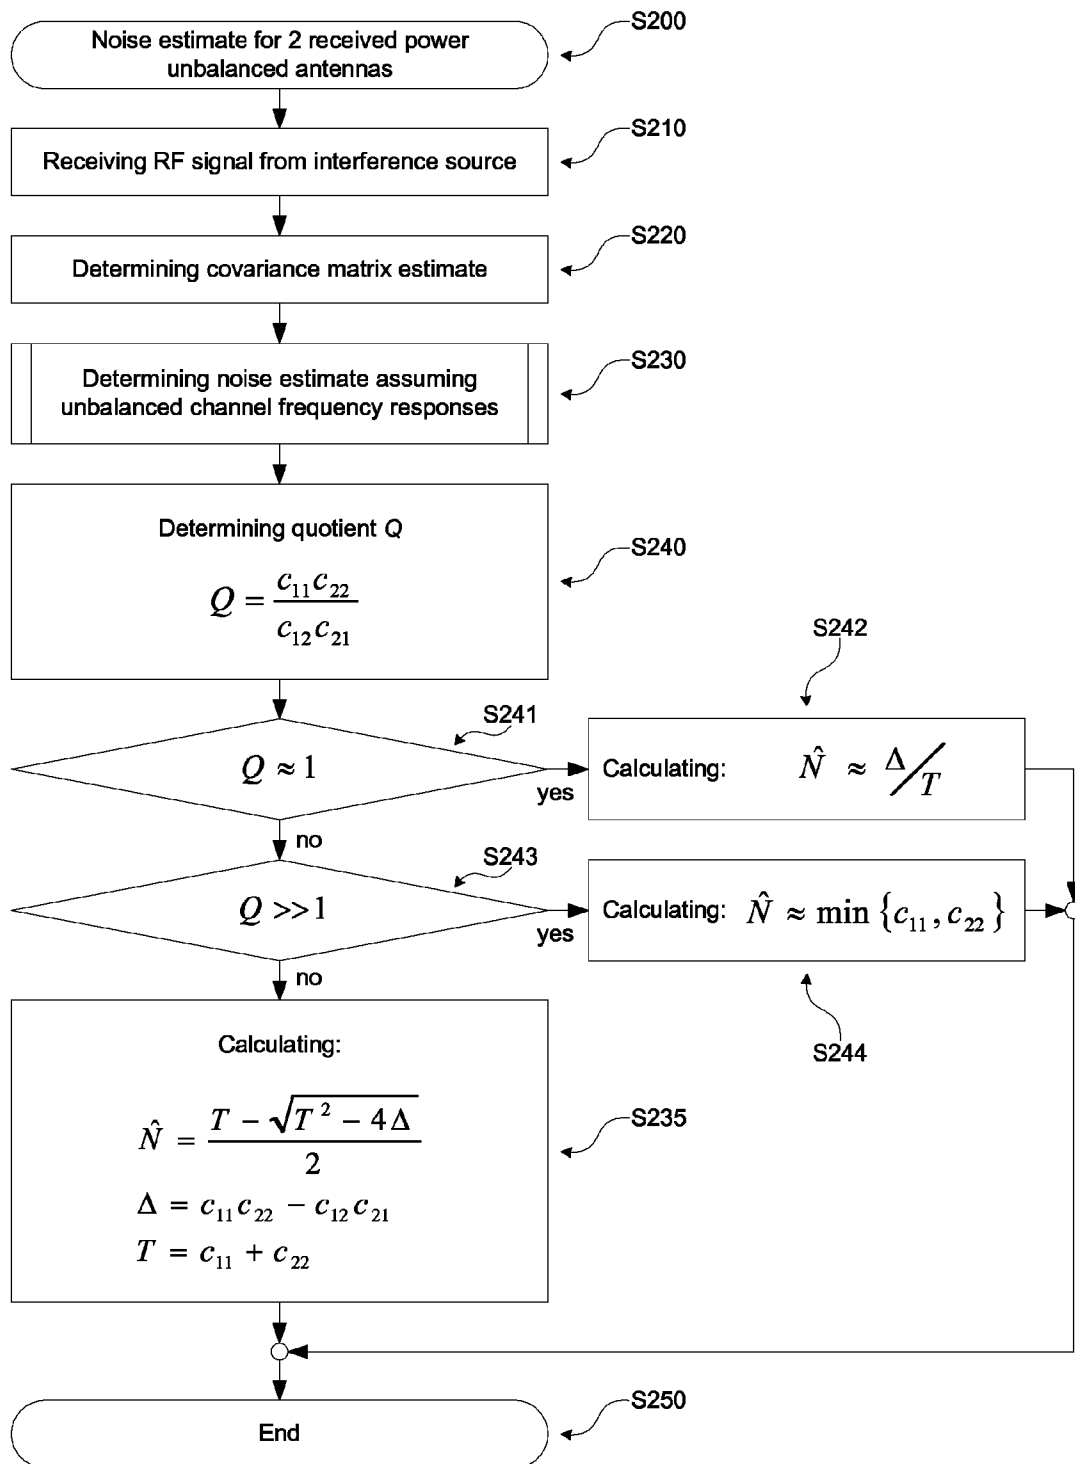 Noise estimate for 2 received power
unbalanced antennas
S200
Receiving RF signal from interference source
S210
Determining covariance matrix estimate
S220
Determining noise estimate assuming
unbalanced channel frequency responses
S230
Determining quotient Q
Q = c₁₁c₂₂ / c₁₂c₂₁
S240
Q ≈ 1
S241
yes
no
Calculating: N̂ ≈ Δ/T
S242
Q >> 1
S243
yes
no
Calculating: N̂ ≈ min {c₁₁, c₂₂}
S244
Calculating:
N̂ = (T − √(T² − 4Δ)) / 2
Δ = c₁₁c₂₂ − c₁₂c₂₁
T = c₁₁ + c₂₂
S235
End
S250